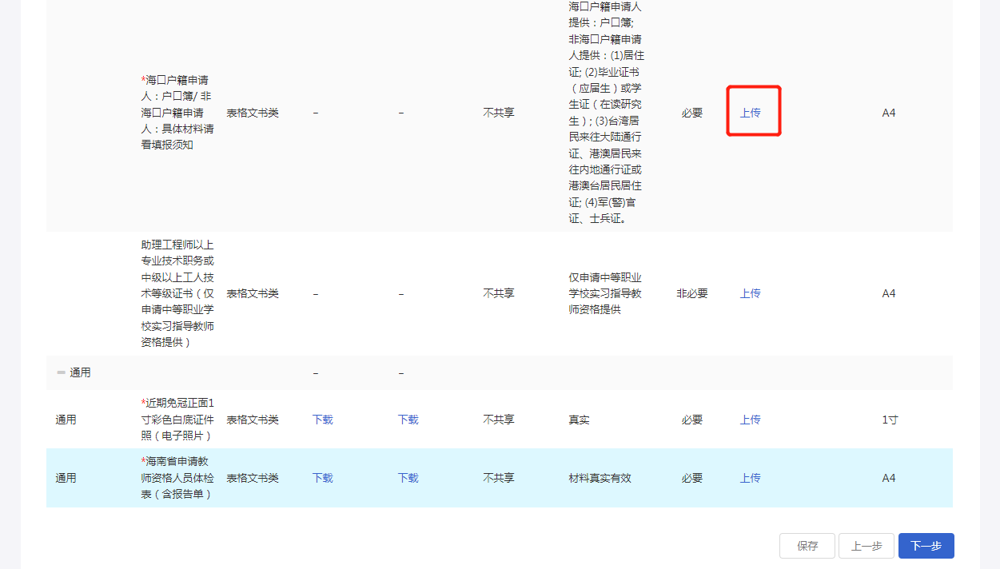 *海口户籍申请
人：户口簿/ 非
海口户籍申请
人：具体材料请
看填报须知
表格文书类
–
–
不共享
海口户籍申请人
提供：户口簿;
非海口户籍申请
人提供：(1)居住
证; (2)毕业证书
（应届生）或学
生证（在读研究
生）; (3)台湾居
民来往大陆通行
证、港澳居民来
往内地通行证或
港澳台居民居住
证; (4)军(警)官
证、士兵证。
必要
上传
A4
助理工程师以上
专业技术职务或
中级以上工人技
术等级证书（仅
申请中等职业学
校实习指导教师
资格提供）
表格文书类
–
–
不共享
仅申请中等职业
学校实习指导教
师资格提供
非必要
上传
A4
通用
–
–
通用
*近期免冠正面1
寸彩色白底证件
照（电子照片）
表格文书类
下载
下载
不共享
真实
必要
上传
1寸
通用
*海南省申请教
师资格人员体检
表（含报告单）
表格文书类
下载
下载
不共享
材料真实有效
必要
上传
A4
保存
上一步
下一步